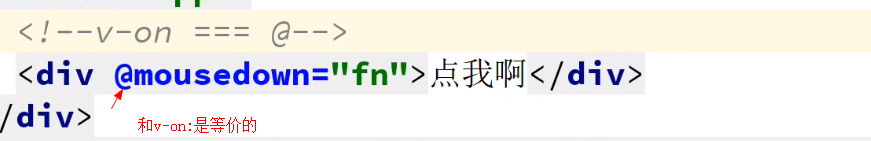 <!--v-on === @-->
<div @mousedown="fn">点我啊</div>
/div>
和v-on:是等价的